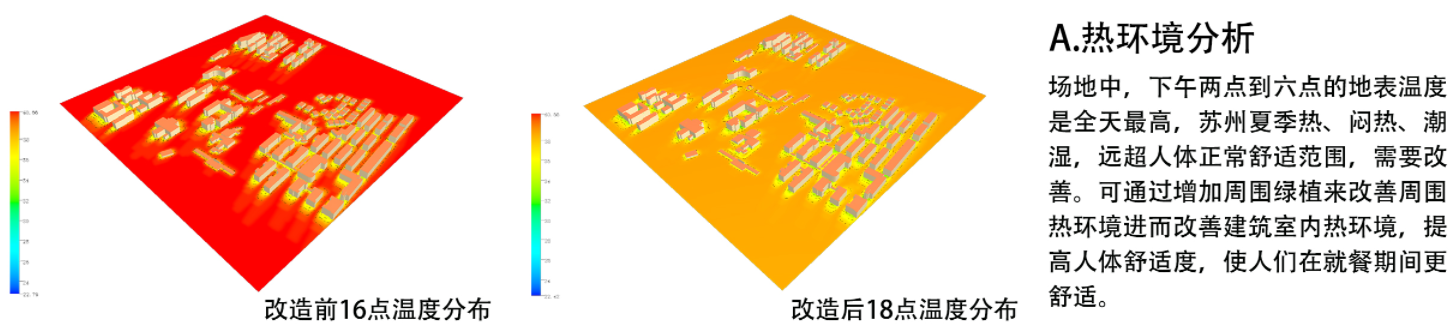 A.热环境分析
场地中，下午两点到六点的地表温度
是全天最高，苏州夏季热、闷热、潮
湿，远超人体正常舒适范围，需要改
善。可通过增加周围绿植来改善周围
热环境进而改善建筑室内热环境，提
高人体舒适度，使人们在就餐期间更
舒适。
改造前16点温度分布
改造后18点温度分布